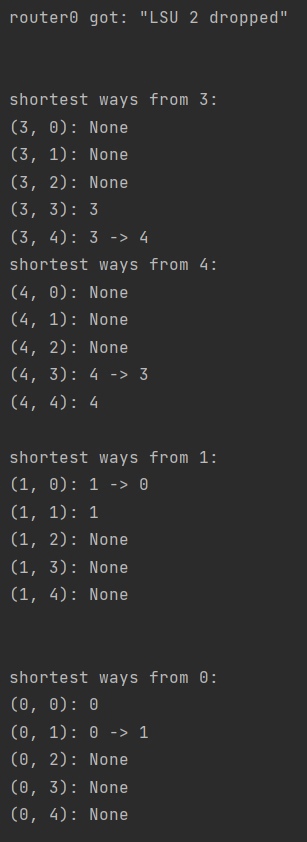 router0 got: "LSU 2 dropped"
shortest ways from 3:
(3, 0): None
(3, 1): None
(3, 2): None
(3, 3): 3
(3, 4): 3 -> 4
shortest ways from 4:
(4, 0): None
(4, 1): None
(4, 2): None
(4, 3): 4 -> 3
(4, 4): 4
shortest ways from 1:
(1, 0): 1 -> 0
(1, 1): 1
(1, 2): None
(1, 3): None
(1, 4): None
shortest ways from 0:
(0, 0): 0
(0, 1): 0 -> 1
(0, 2): None
(0, 3): None
(0, 4): None